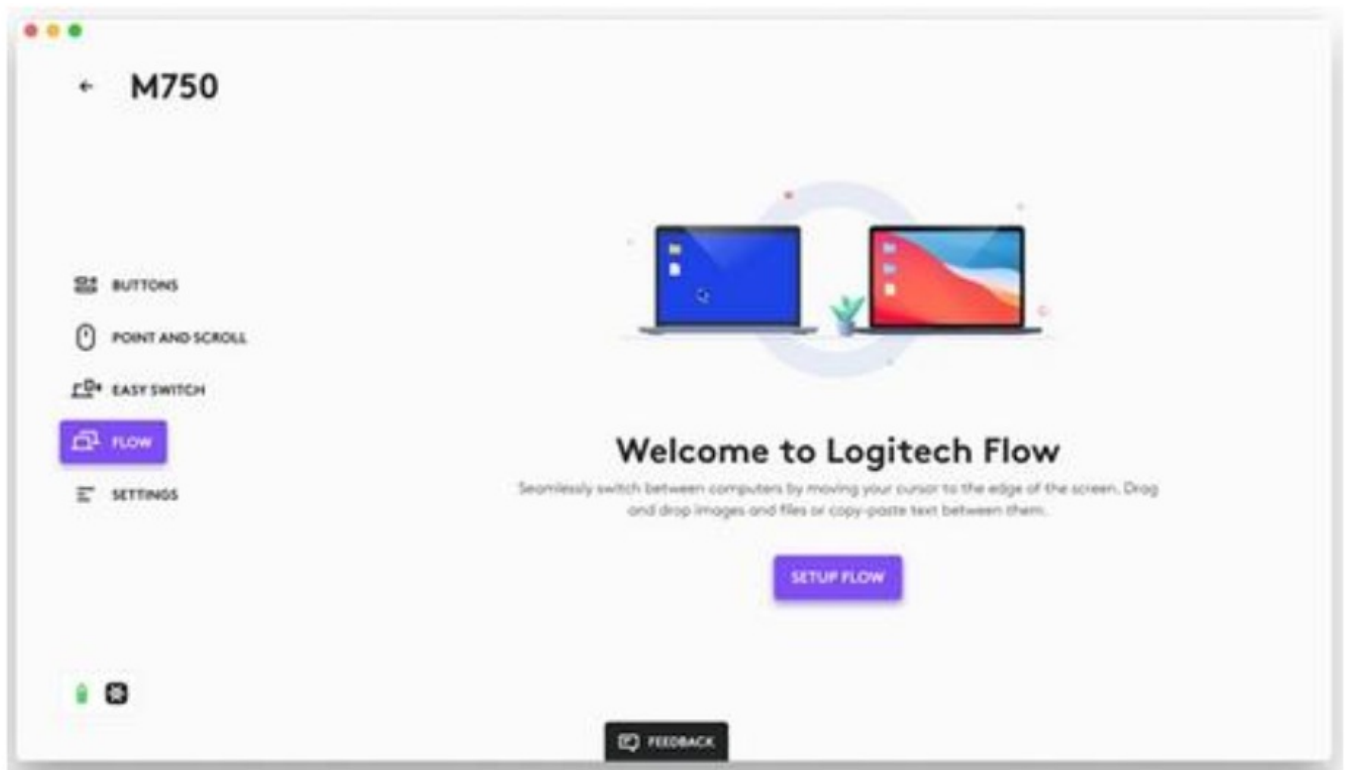 ← M750
BUTTONS
POINT AND SCROLL
EASY SWITCH
FLOW
SETTINGS
Welcome to Logitech Flow
Seamlessly switch between computers by moving your cursor to the edge of the screen. Drag
and drop images and files or copy-paste text between them.
SETUP FLOW
FEEDBACK